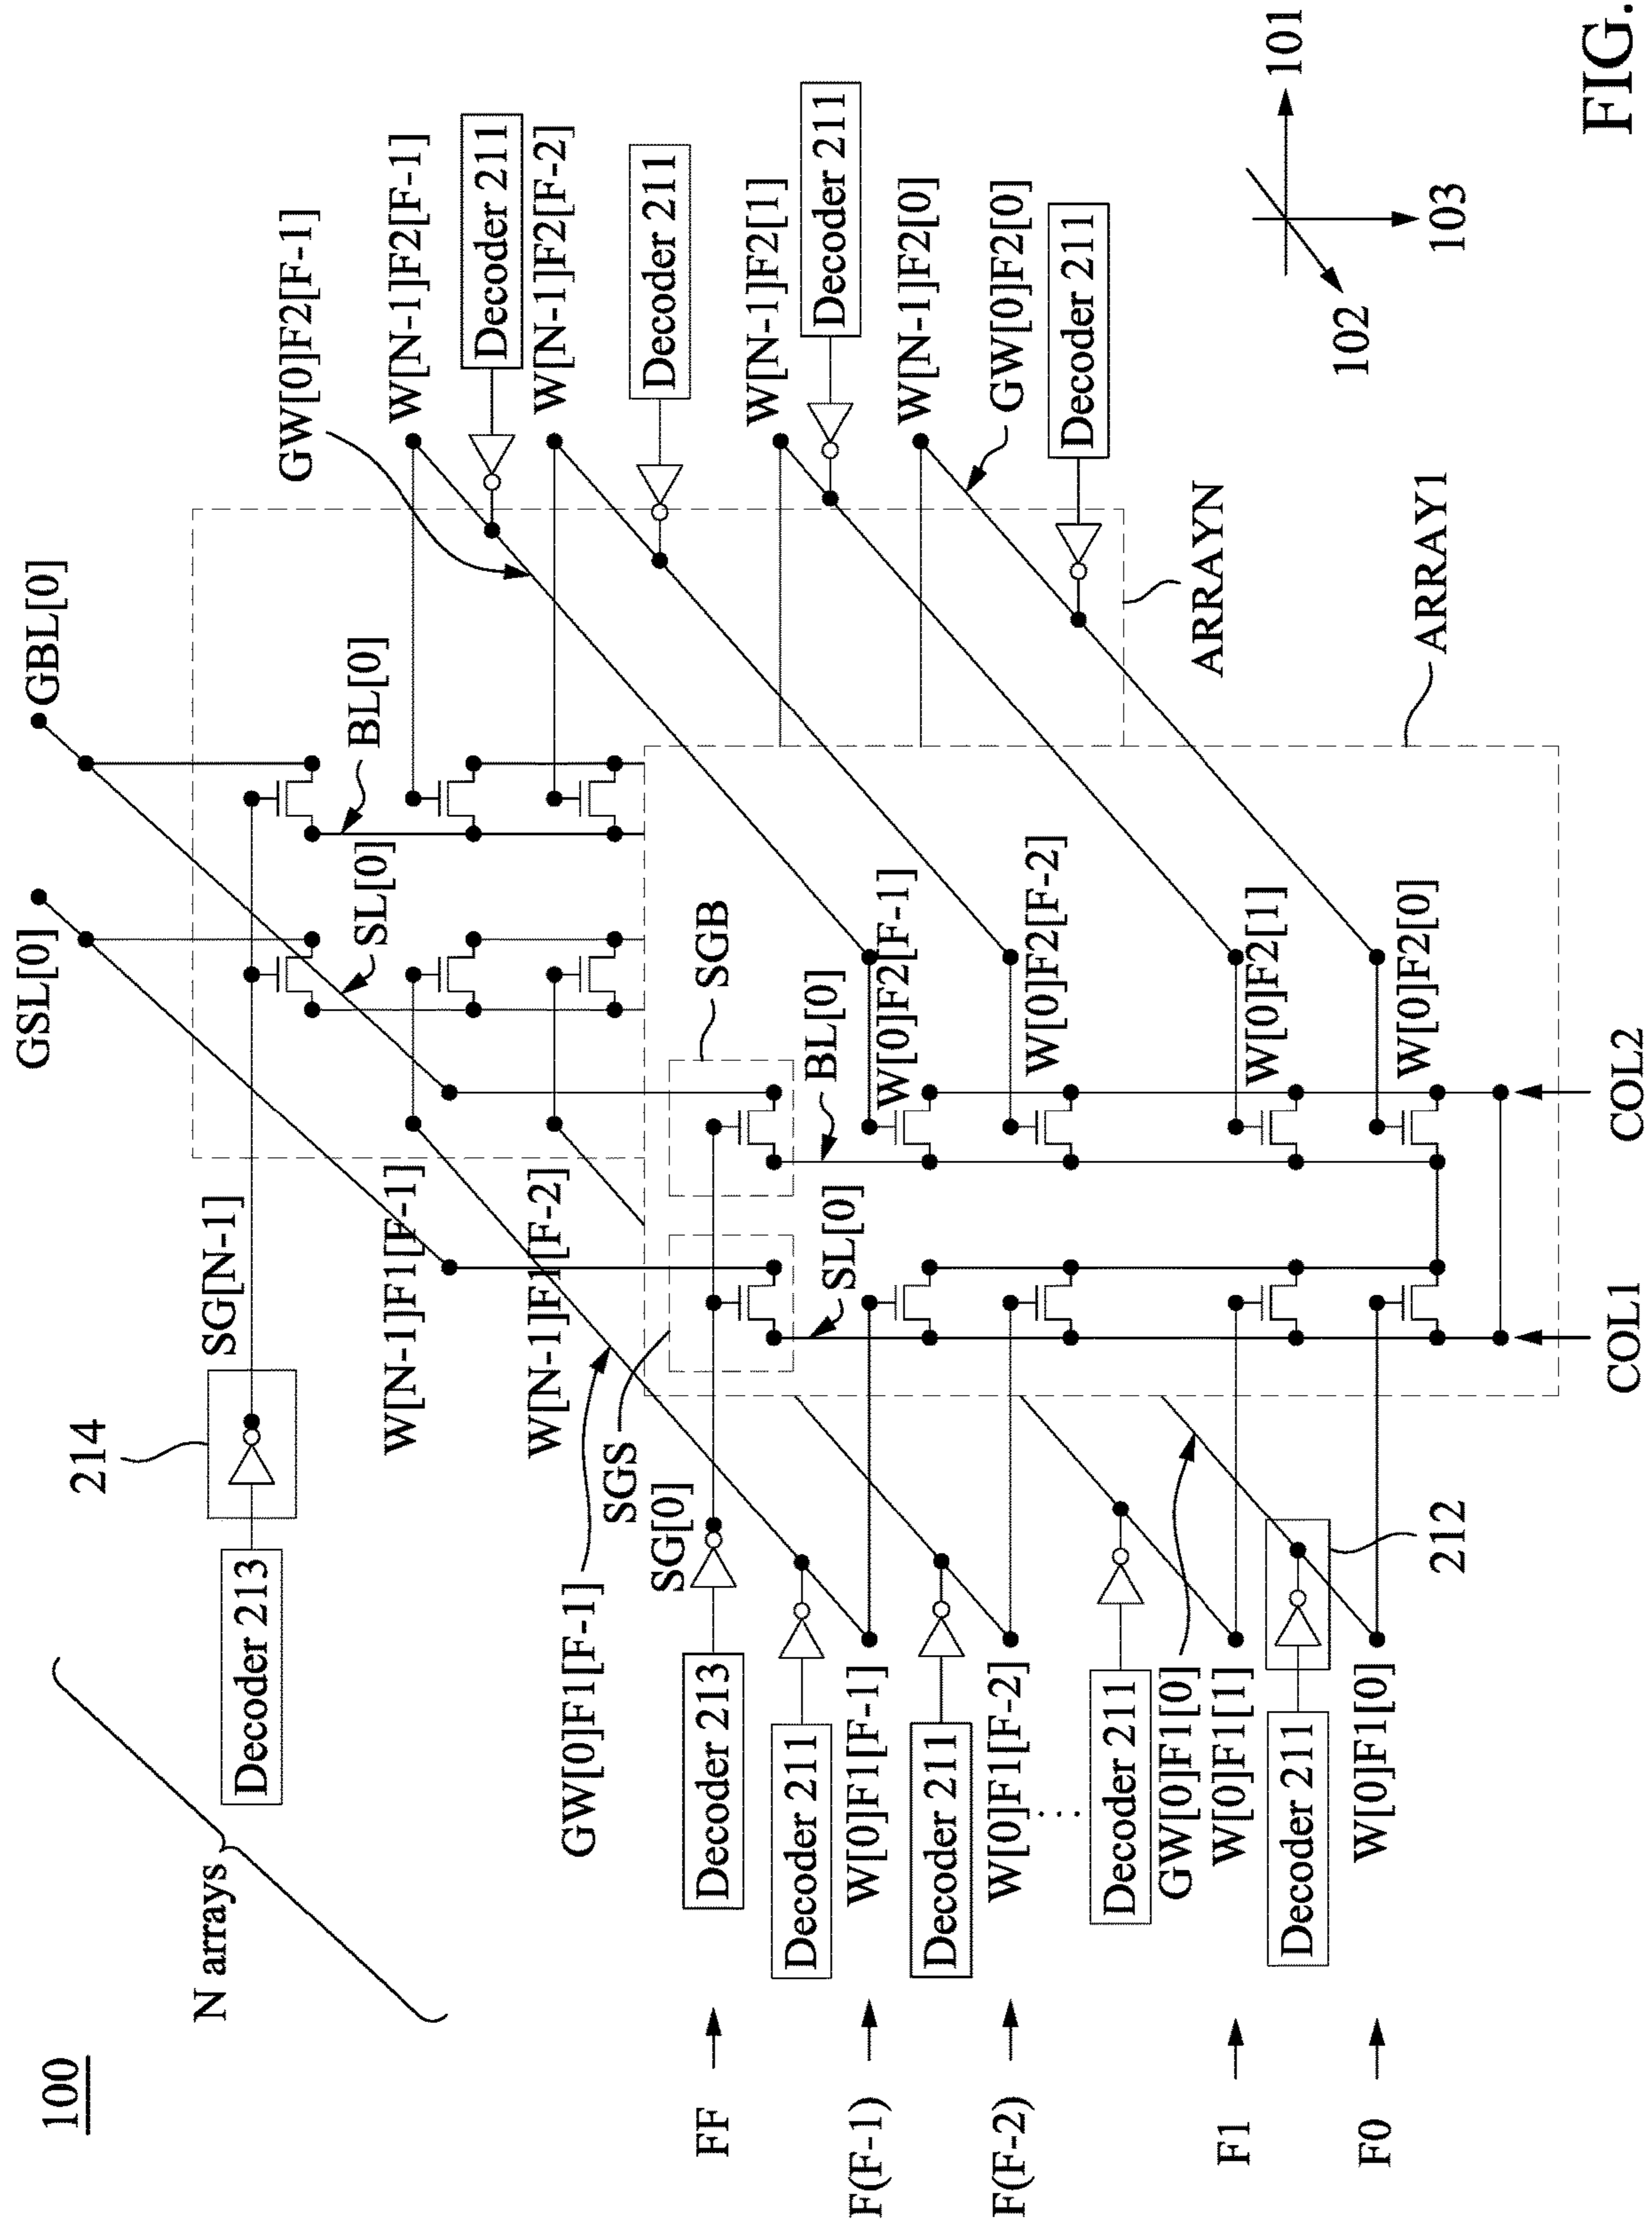 100
N arrays
Decoder 213
214
SG[N-1]
GSL[0]
GBL[0]
SL[0]
BL[0]
GW[0]F2[F-1]
W[N-1]F2[F-1]
Decoder 211
W[N-1]F2[F-2]
Decoder 211
W[N-1]F2[1]
Decoder 211
W[N-1]F2[0]
GW[0]F2[0]
Decoder 211
W[N-1]F1[F-1]
W[N-1]F1[F-2]
GW[0]F1[F-1]
SGS
SGB
ARRAYN
ARRAY1
FF
Decoder 213
SG[0]
SL[0]
BL[0]
Decoder 211
F(F-1)
W[0]F1[F-1]
W[0]F2[F-1]
Decoder 211
F(F-2)
W[0]F1[F-2]
W[0]F2[F-2]
...
Decoder 211
GW[0]F1[0]
F1
W[0]F1[1]
W[0]F2[1]
Decoder 211
212
F0
W[0]F1[0]
W[0]F2[0]
COL1
COL2
101
102
103
FIG.